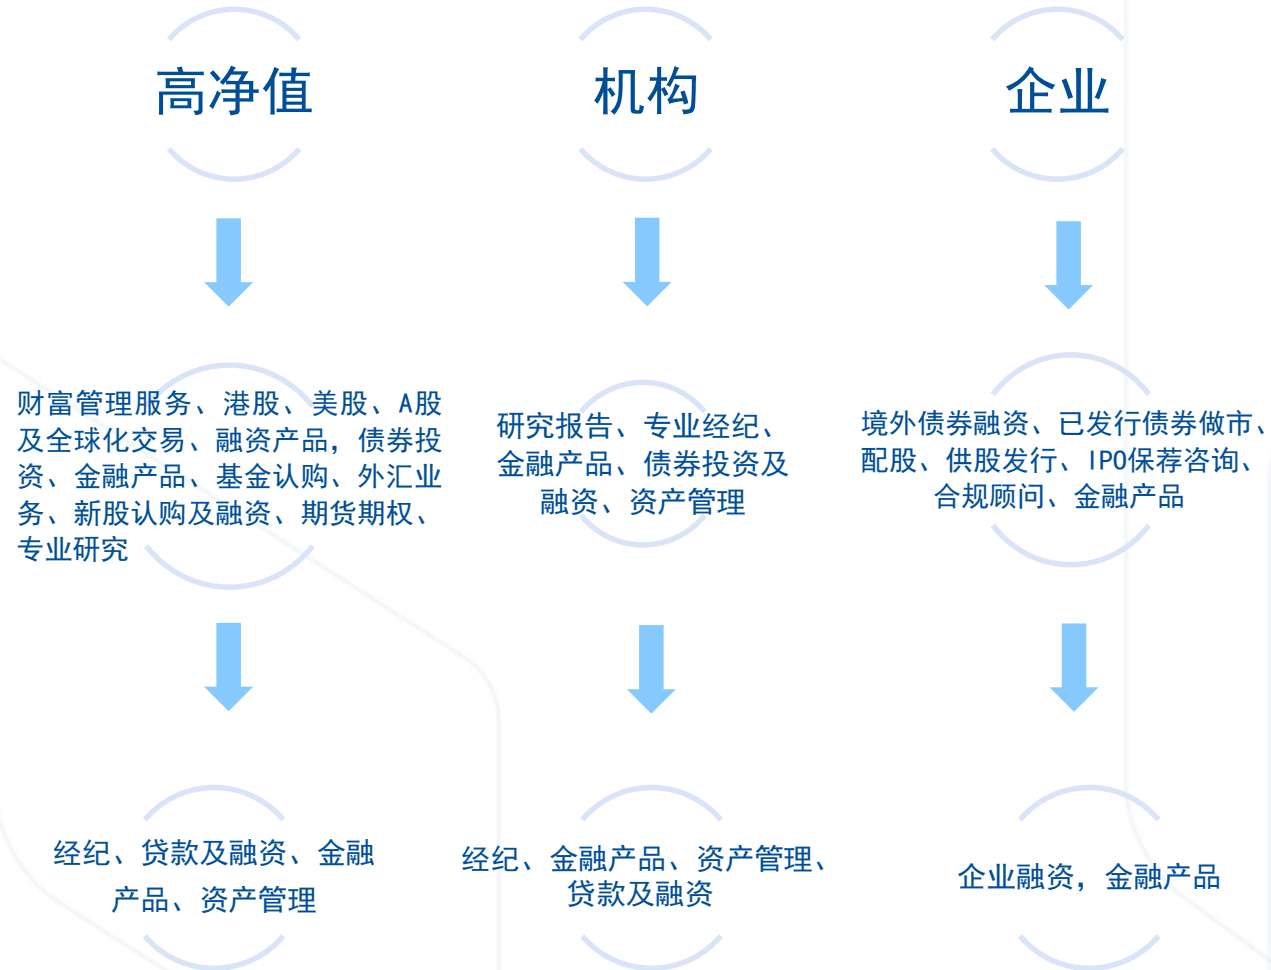 高净值
机构
企业
财富管理服务、港股、美股、A股
及全球化交易、融资产品，债券投
资、金融产品、基金认购、外汇业
务、新股认购及融资、期货期权、
专业研究
研究报告、专业经纪、
金融产品、债券投资及
融资、资产管理
境外债券融资、已发行债券做市、
配股、供股发行、IPO保荐咨询、
合规顾问、金融产品
经纪、贷款及融资、金融
产品、资产管理
经纪、金融产品、资产管理、
贷款及融资
企业融资，金融产品